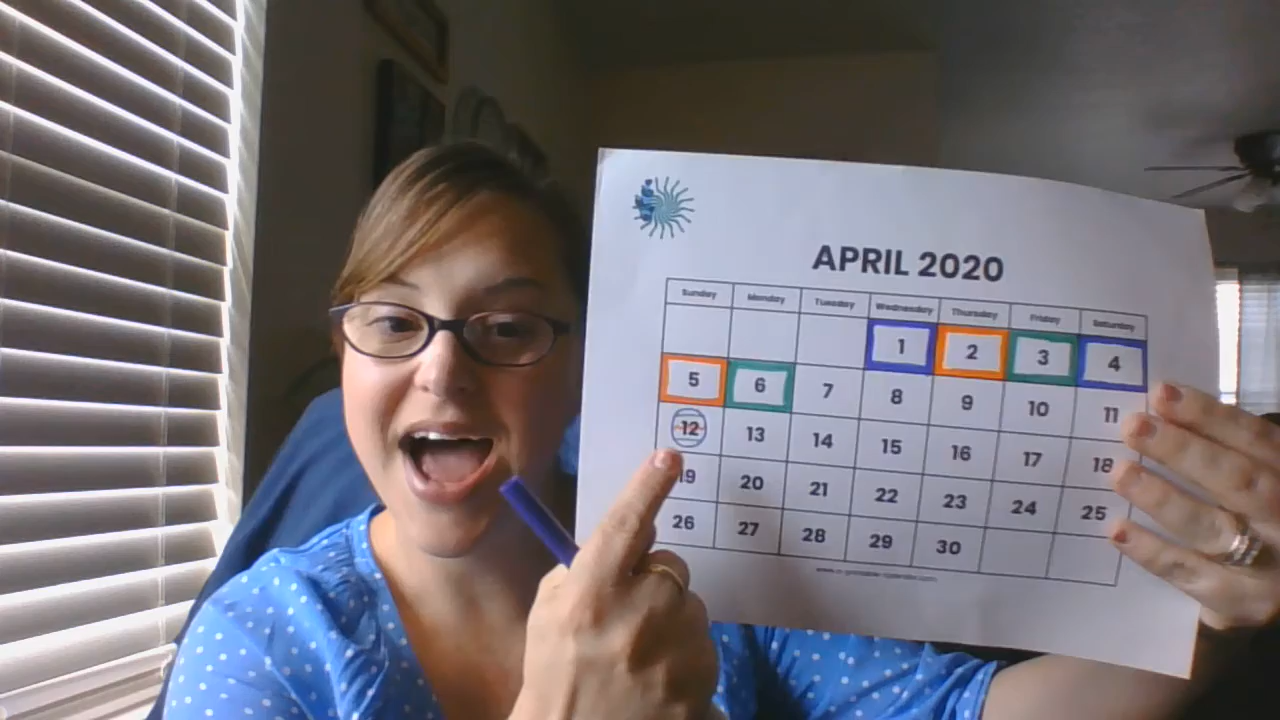 APRIL 2020
Sunday Monday Tuesday Wednesday Thursday Friday Saturday
1 2 3 4
5 6 7 8 9 10 11
12 13 14 15 16 17 18
19 20 21 22 23 24 25
26 27 28 29 30